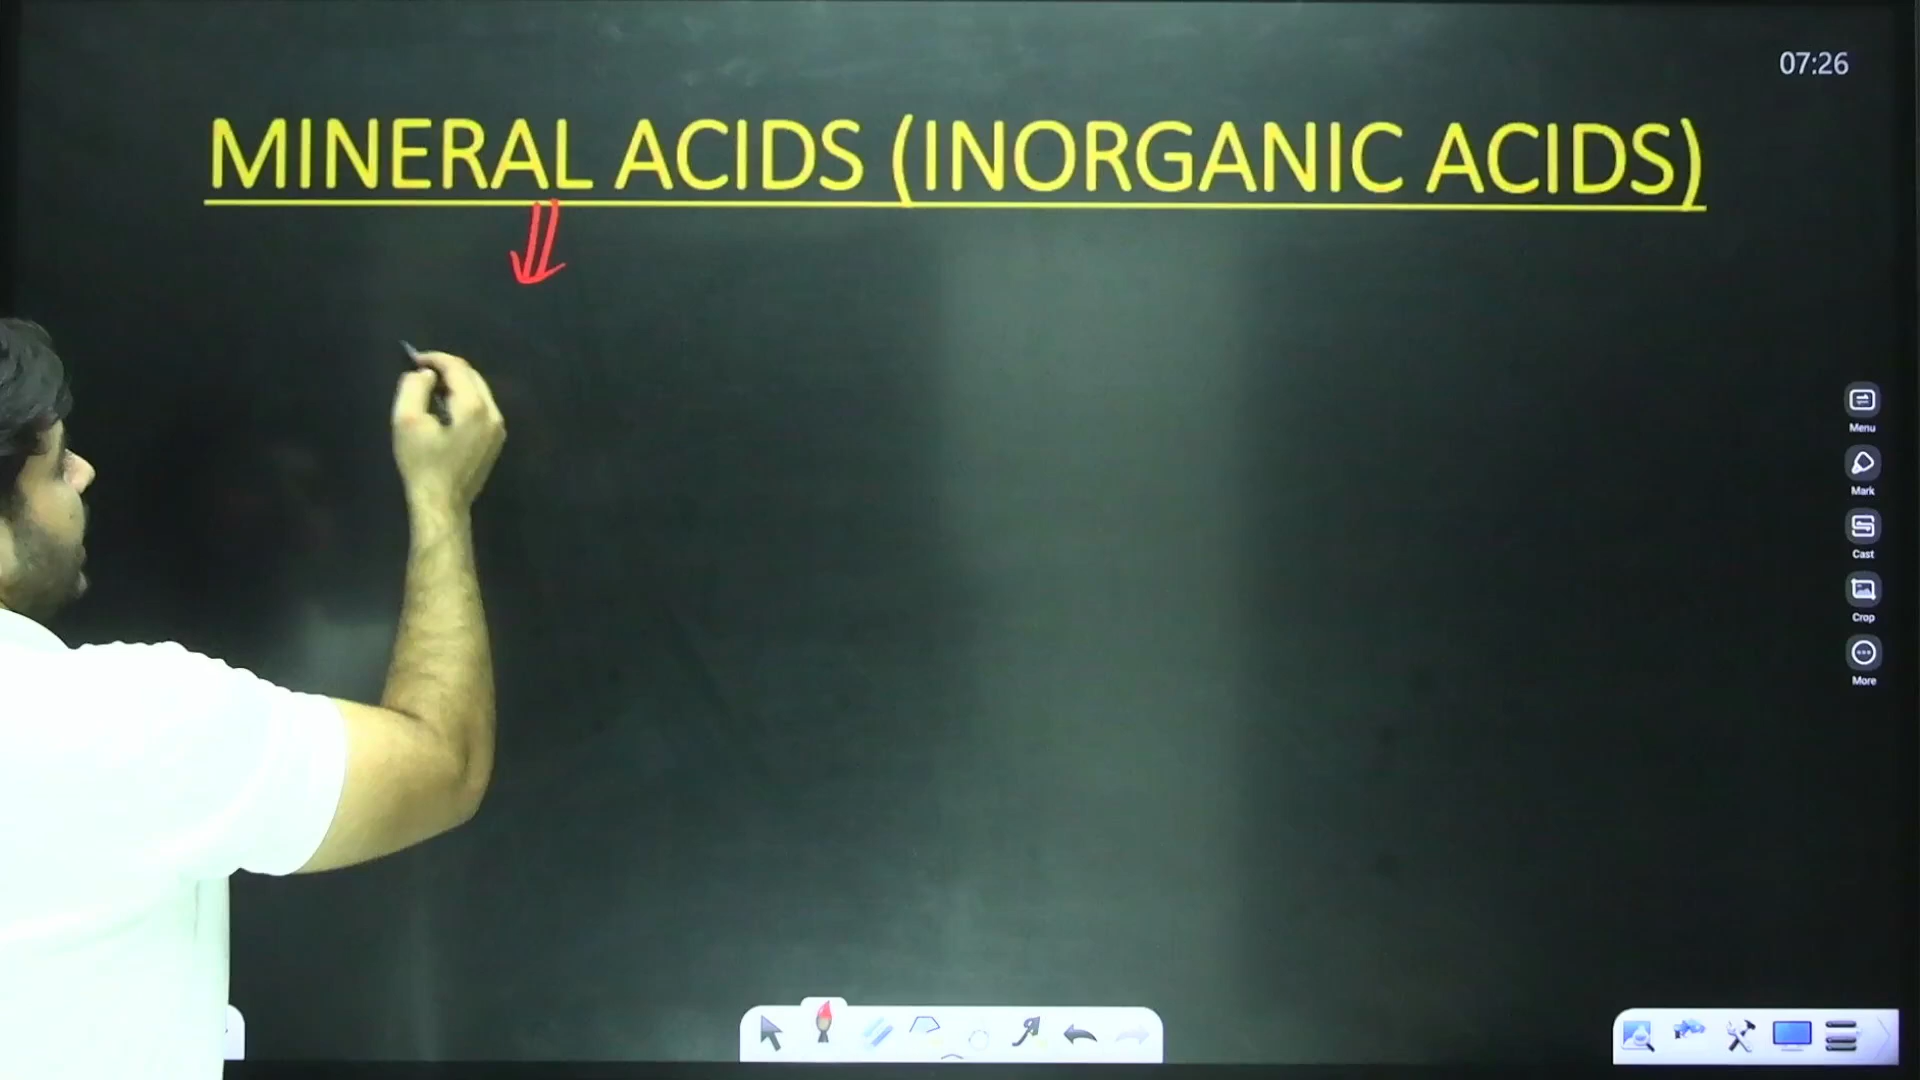 07:26
MINERAL ACIDS (INORGANIC ACIDS)
Menu
Mark
Cast
Crop
More